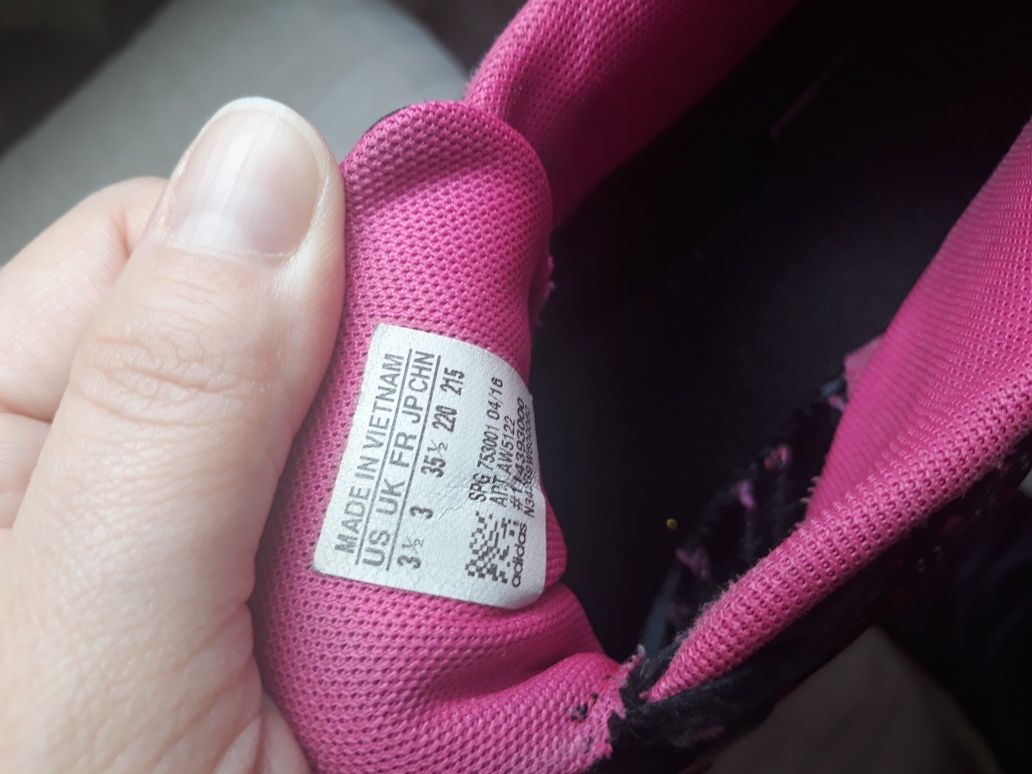 MADE IN VIETNAM
US UK FR JP CHN
3½ 3 35½ 220 215
SPG 753001 04/16
ART AW5122
adidas